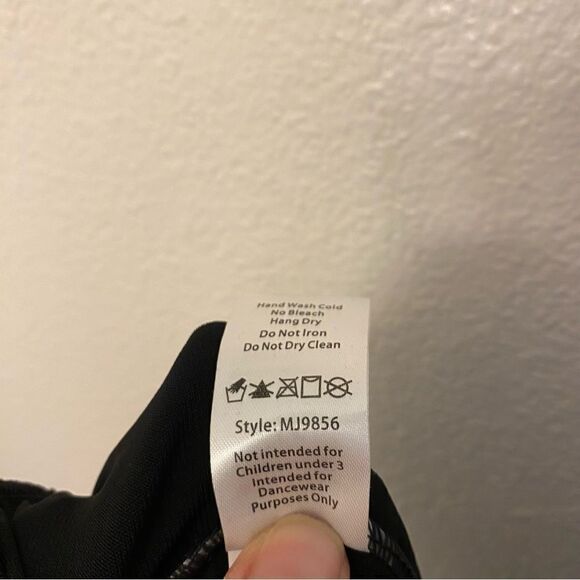 Hand Wash Cold
No Bleach
Hang Dry
Do Not Iron
Do Not Dry Clean
Style: MJ9856
Not intended for
Children under 3
Intended for
Dancewear
Purposes Only